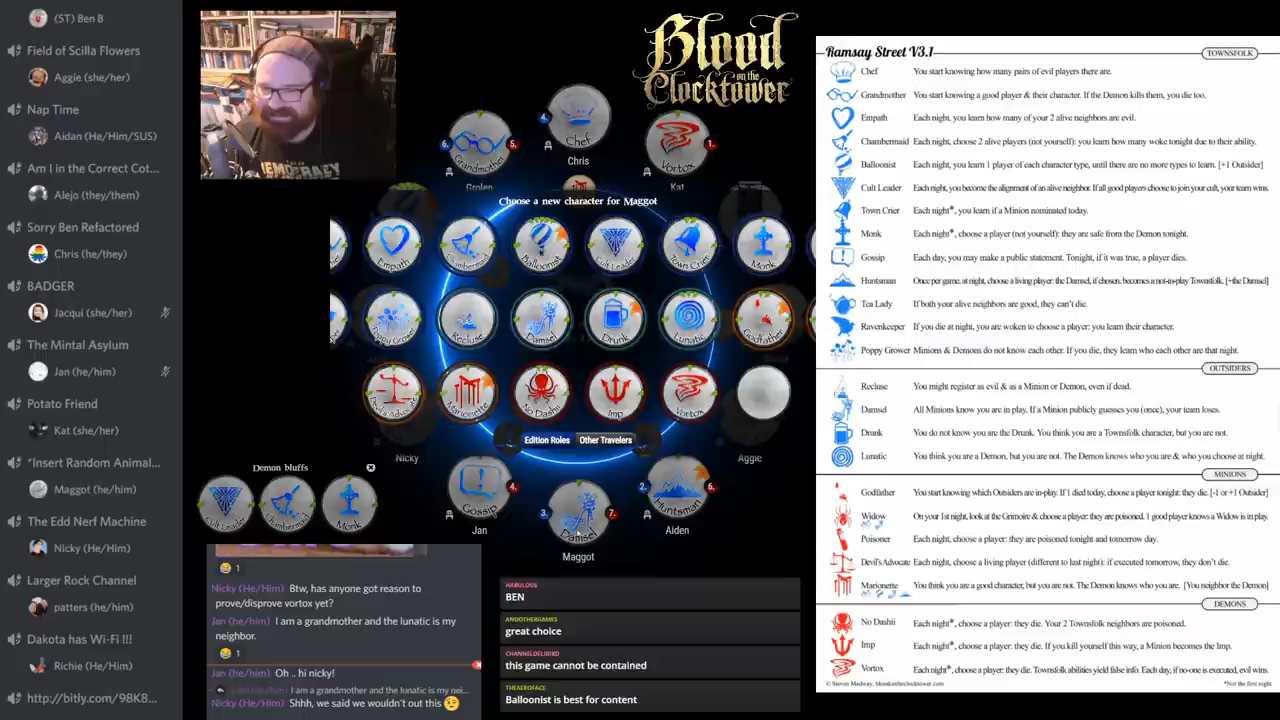 (ST) Ben B
Field of Scilla Flowers
Aggie (she/her)
Aidan (He/Him/SUS)
Sorry Ben Refactored
Chris (he/they)
BADGER
Jacqui (she/her)
The Mintal Asylum
Jan (he/him)
Potato Friend
Kat (she/her)
Insert Random Animal...
Maggot (he/him)
The Edd Stuff Machine
Nicky (He/Him)
Larger Rock Channel
patters (he/him)
Dakota has Wi-Fi !!!
Richie (He/Him)
Blood
on the
Clocktower
6.
Grandmother
5.
4.
Chef
Chris
Vortox
1.
Kat
Choose a new character for Maggot
Empath
Balloonist
Cult Leader
Town Crier
Monk
Poppy Grower
Recluse
Damsel
Drunk
Lunatic
Godfather
Devil's Advocate
Marionette
No Dashii
Imp
Vortox
Edition Roles
Other Travelers
Nicky
Aggie
Demon bluffs
Cult Leader
Chambermaid
Monk
Gossip
4.
Jan
3.
Damsel
7.
Maggot
2.
Huntsman
6.
Aiden
1
Nicky (He/Him) Btw, has anyone got reason to
prove/disprove vortox yet?
Jan (he/him) I am a grandmother and the lunatic is my
neighbor.
1
Jan (he/him) Oh .. hi nicky!
I am a grandmother and the lunatic is my nei...
Nicky (He/Him) Shhh, we said we wouldn't out this
BEN
ANQOTHERGAMES
great choice
this game cannot be contained
Balloonist is best for content
Ramsay Street V3.1
TOWNSFOLK
Chef You start knowing how many pairs of evil players there are.
Grandmother You start knowing a good player & their character. If the Demon kills them, you die too.
Empath Each night, you learn how many of your 2 alive neighbors are evil.
Chambermaid Each night, choose 2 alive players (not yourself): you learn how many woke tonight due to their ability.
Balloonist Each night, you learn 1 player of each character type, until there are no more types to learn. [+1 Outsider]
Cult Leader Each night, you become the alignment of an alive neighbor. If all good players choose to join your cult, your team wins.
Town Crier Each night*, you learn if a Minion nominated today.
Monk Each night*, choose a player (not yourself): they are safe from the Demon tonight.
Gossip Each day, you may make a public statement. Tonight, if it was true, a player dies.
Huntsman Once per game, at night, choose a living player: the Damsel, if chosen, becomes a not-in-play Townsfolk. [+the Damsel]
Tea Lady If both your alive neighbors are good, they can't die.
Ravenkeeper If you die at night, you are woken to choose a player: you learn their character.
Poppy Grower Minions & Demons do not know each other. If you die, they learn who each other are that night.
OUTSIDERS
Recluse You might register as evil & as a Minion or Demon, even if dead.
Damsel All Minions know you are in play. If a Minion publicly guesses you (once), your team loses.
Drunk You do not know you are the Drunk. You think you are a Townsfolk character, but you are not.
Lunatic You think you are a Demon, but you are not. The Demon knows who you are & who you choose at night.
MINIONS
Godfather You start knowing which Outsiders are in-play. If 1 died today, choose a player tonight: they die. [-1 or +1 Outsider]
Widow On your 1st night, look at the Grimoire & choose a player: they are poisoned. 1 good player knows a Widow is in play.
Poisoner Each night, choose a player: they are poisoned tonight and tomorrow day.
Devil's Advocate Each night, choose a living player (different to last night): if executed tomorrow, they don't die.
Marionette You think you are a good character, but you are not. The Demon knows who you are. [You neighbor the Demon]
DEMONS
No Dashii Each night*, choose a player: they die. Your 2 Townsfolk neighbors are poisoned.
Imp Each night*, choose a player: they die. If you kill yourself this way, a Minion becomes the Imp.
Vortox Each night*, choose a player: they die. Townsfolk abilities yield false info. Each day, if no-one is executed, evil wins.
© Steven Medway, bloodontheclocktower.com
*Not the first night